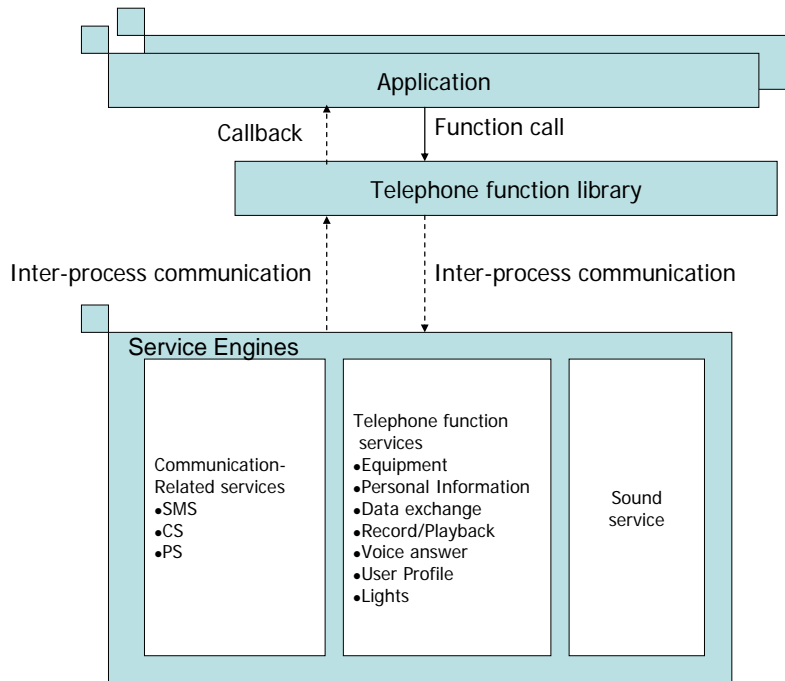 Application
Callback
Function call
Telephone function library
Inter-process communication
Inter-process communication
Service Engines
Communication-
Related services
•SMS
•CS
•PS
Telephone function
services
•Equipment
•Personal Information
•Data exchange
•Record/Playback
•Voice answer
•User Profile
•Lights
Sound
service